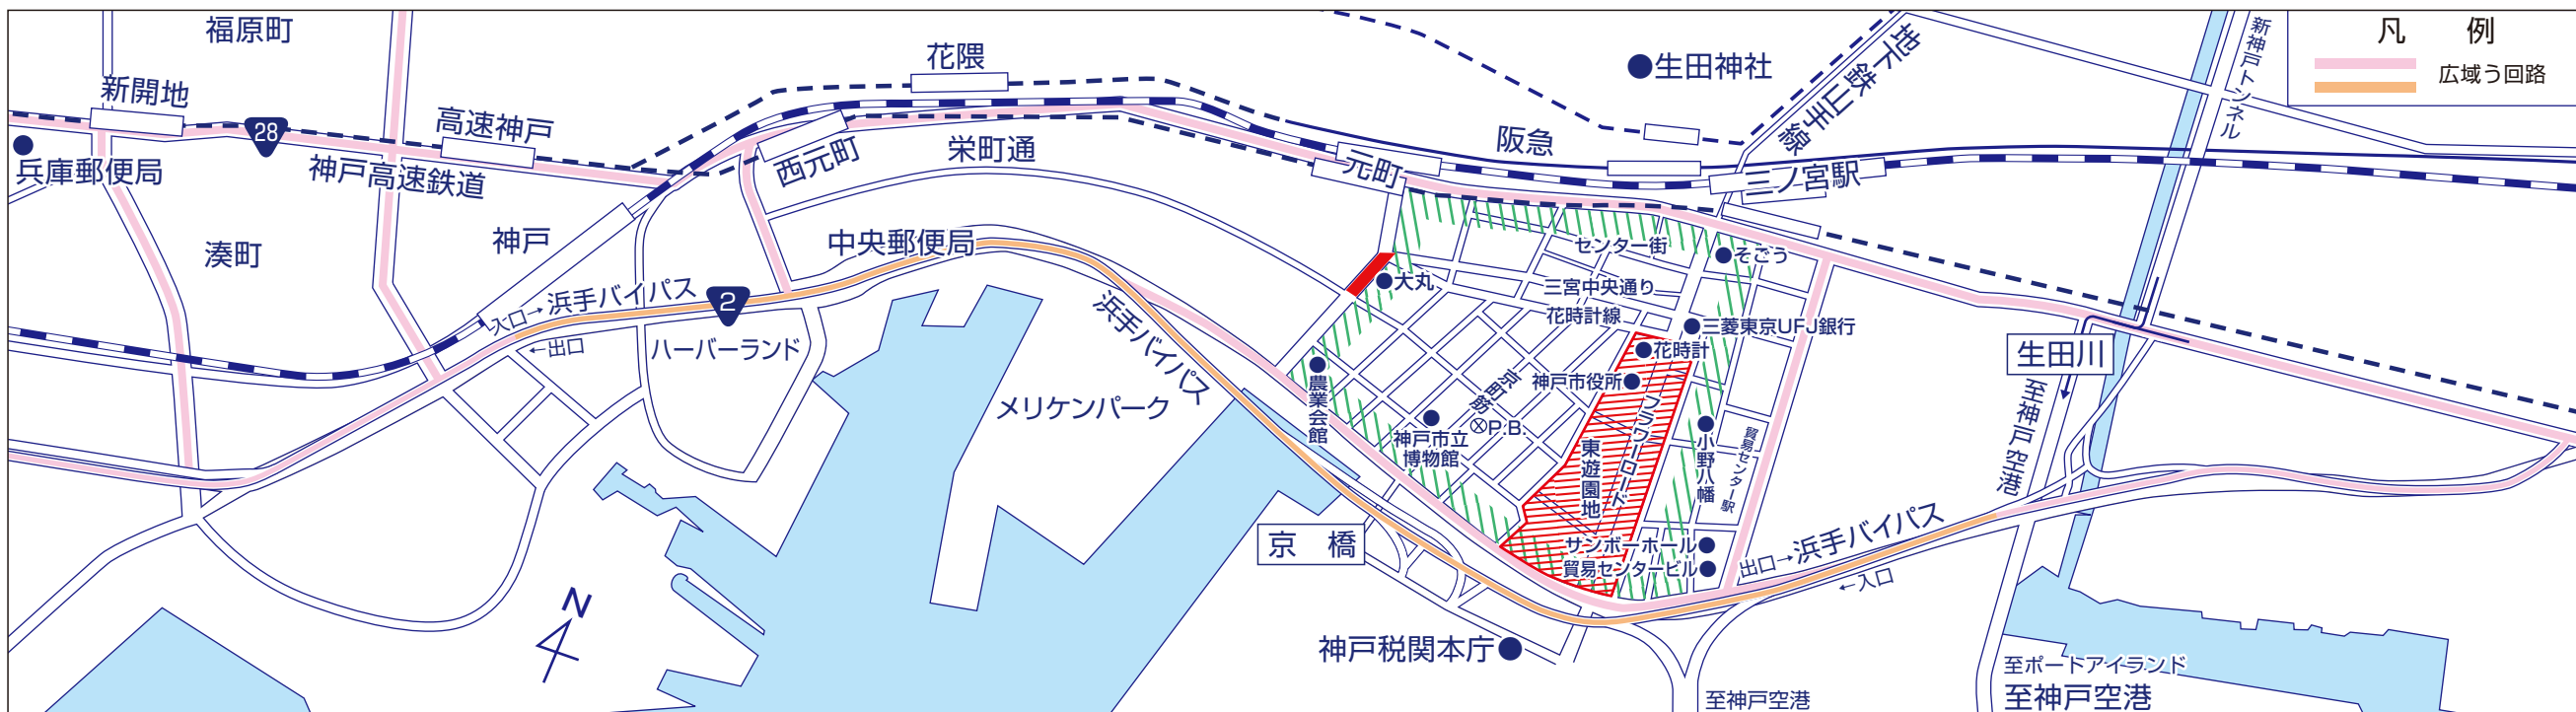 福原町
新開地
28
高速神戸
神戸高速鉄道
兵庫郵便局
湊町
神戸
花隈
西元町
栄町通
中央郵便局
入口→浜手バイパス
2
←出口
ハーバーランド
メリケンパーク
浜手バイパス
生田神社
地下鉄山手線
阪急
元町
三ノ宮駅
新神戸トンネル
凡　例
広域う回路
センター街
そごう
大丸
三宮中央通り
花時計線
三菱東京UFJ銀行
花時計
神戸市役所
フラワーロード
東遊園地
京町筋
P.B.
農業会館
神戸市立
博物館
小野八幡
貿易センター駅
サンボーホール
貿易センタービル
京　橋
神戸税関本庁
出口→浜手バイパス
←入口
生田川
至神戸空港
至神戸空港
至ポートアイランド
至神戸空港
N